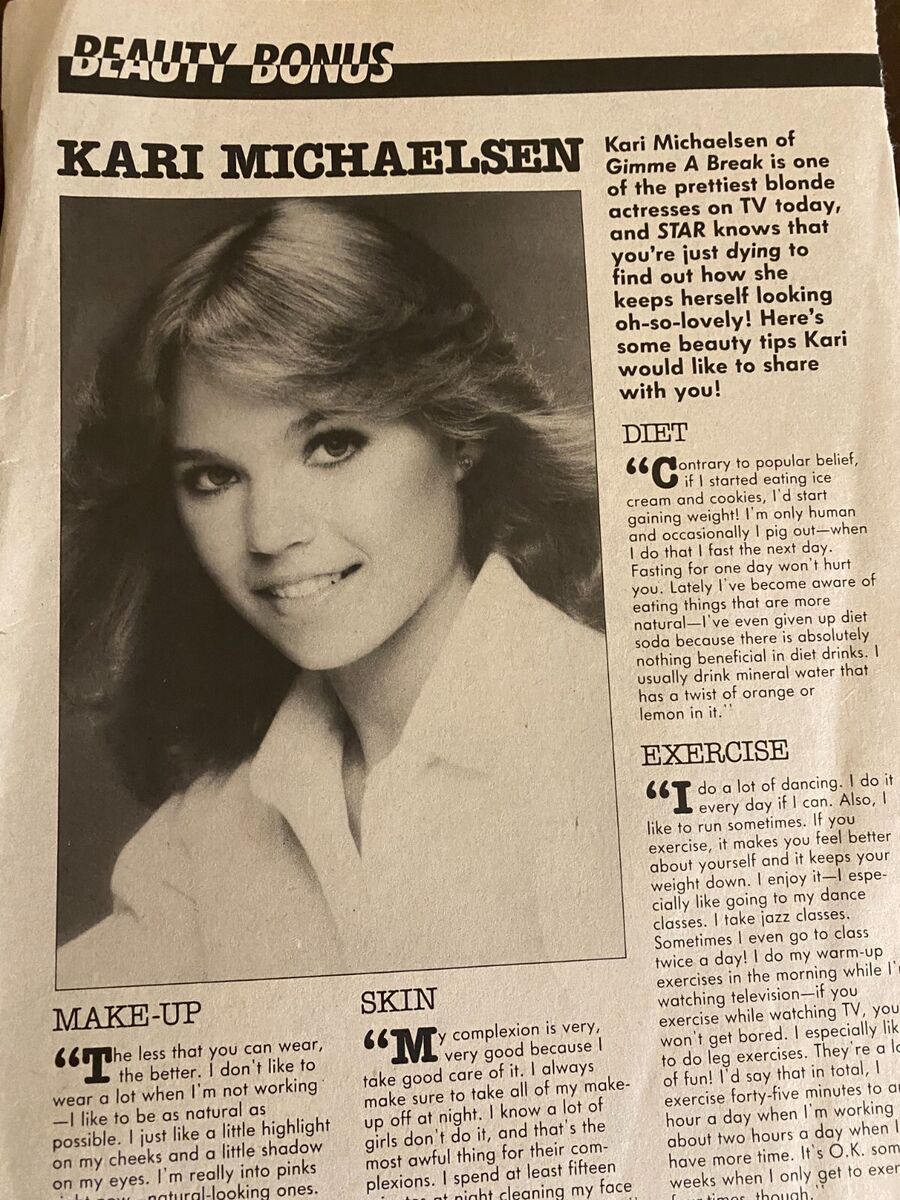 BEAUTY BONUS
KARI MICHAELSEN
Kari Michaelsen of
Gimme A Break is one
of the prettiest blonde
actresses on TV today,
and STAR knows that
you're just dying to
find out how she
keeps herself looking
oh-so-lovely! Here's
some beauty tips Kari
would like to share
with you!
DIET
“Contrary to popular belief,
if I started eating ice
cream and cookies, I'd start
gaining weight! I'm only human
and occasionally I pig out—when
I do that I fast the next day.
Fasting for one day won't hurt
you. Lately I've become aware of
eating things that are more
natural—I've even given up diet
soda because there is absolutely
nothing beneficial in diet drinks. I
usually drink mineral water that
has a twist of orange or
lemon in it.”
EXERCISE
“I do a lot of dancing. I do it
every day if I can. Also, I
like to run sometimes. If you
exercise, it makes you feel better
about yourself and it keeps your
weight down. I enjoy it—I espe-
cially like going to my dance
classes. I take jazz classes.
Sometimes I even go to class
twice a day! I do my warm-up
exercises in the morning while
watching television—if you
exercise while watching TV, you
won't get bored. I especially
to do leg exercises. They're a
of fun! I'd say that in total, I
exercise forty-five minutes to
hour a day when I'm working
about two hours a day when I
have more time. It's O.K.
weeks when I only get to
though.”
MAKE-UP
“The less that you can wear,
the better. I don't like to
wear a lot when I'm not working
—I like to be as natural as
possible. I just like a little highlight
on my cheeks and a little shadow
on my eyes. I'm really into pinks
natural-looking ones.
SKIN
“My complexion is very,
very good because I
take good care of it. I always
make sure to take all of my make-
up off at night. I know a lot of
girls don't do it, and that's the
most awful thing for their com-
plexions. I spend at least fifteen
at night cleaning my face